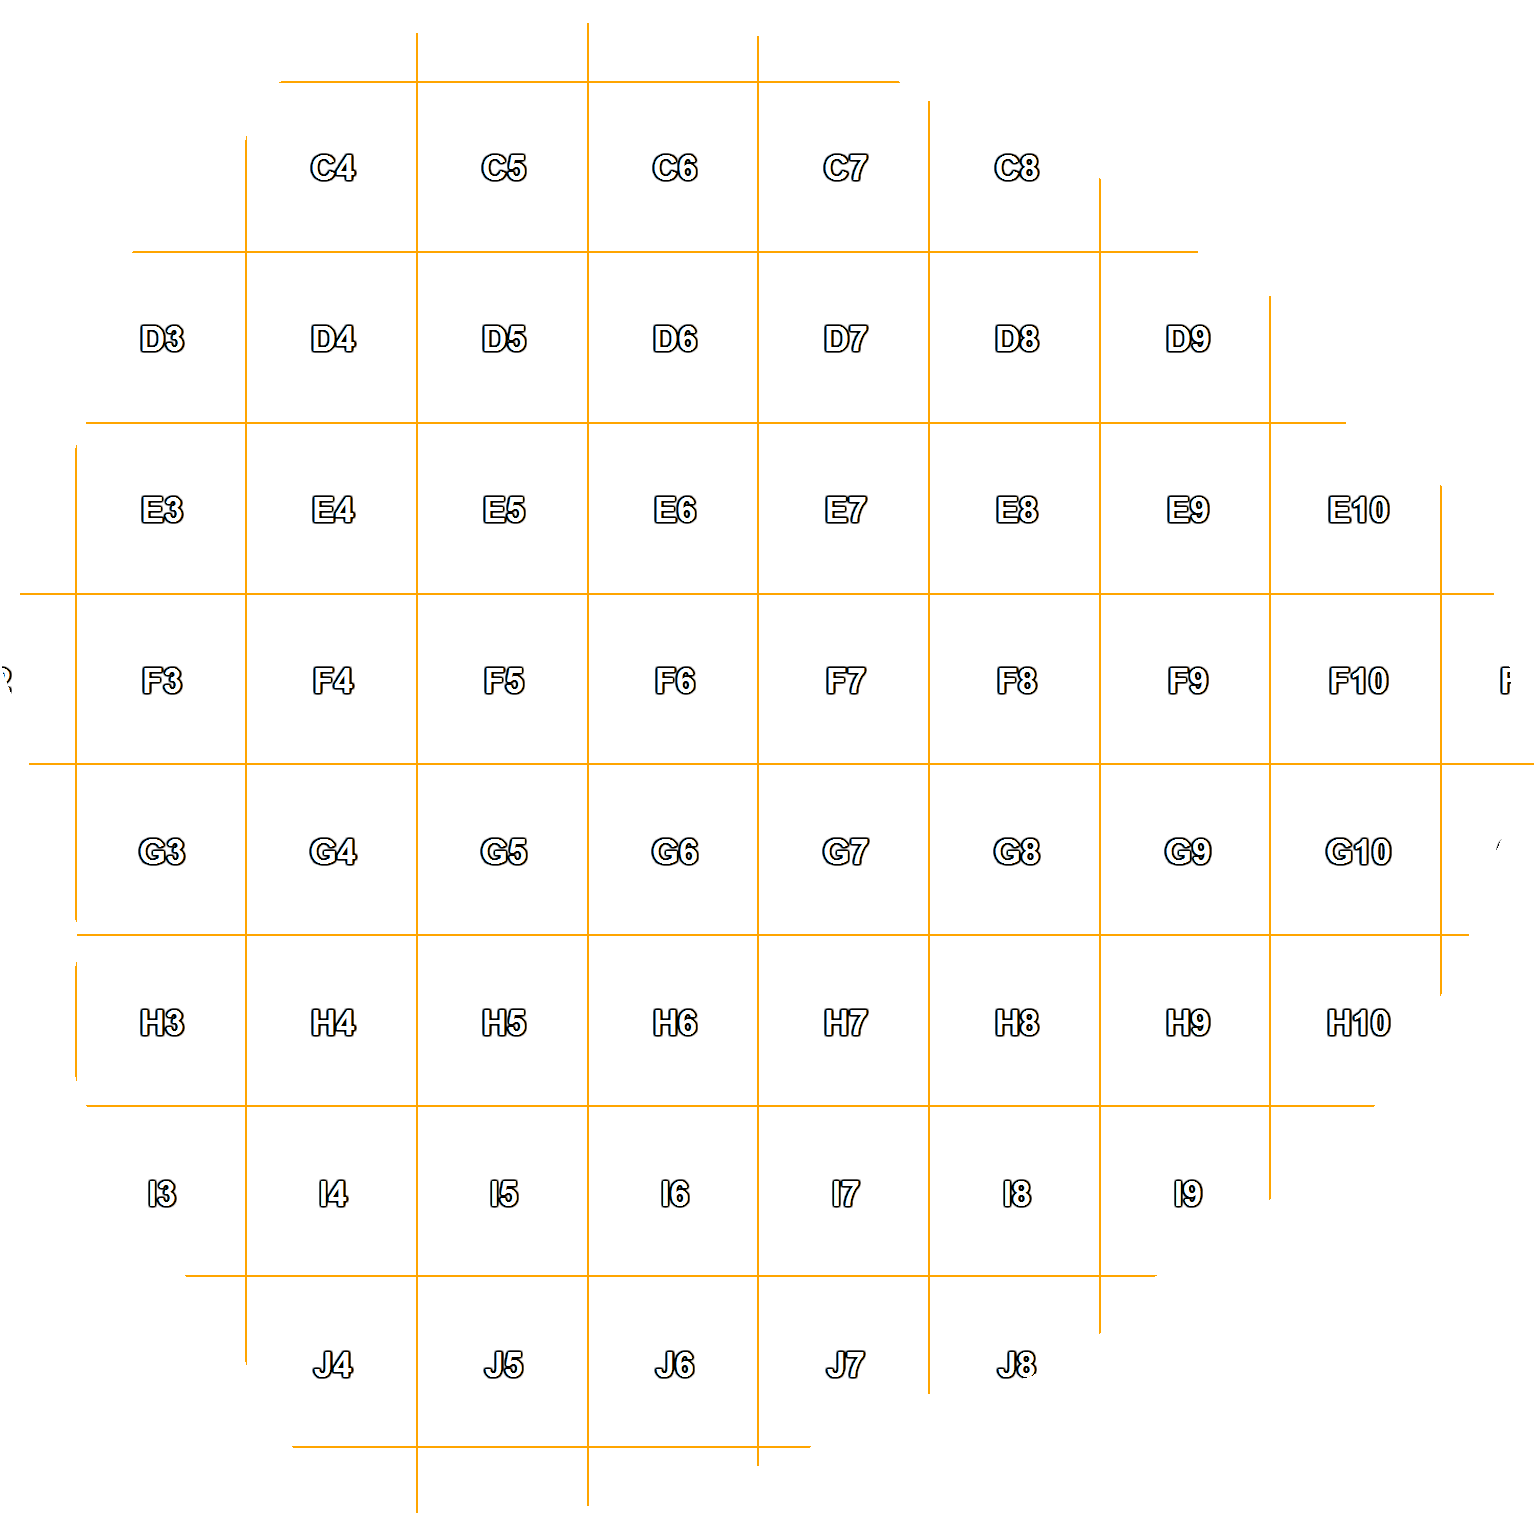 C4 C5 C6 C7 C8
D3 D4 D5 D6 D7 D8 D9
E3 E4 E5 E6 E7 E8 E9 E10
F3 F4 F5 F6 F7 F8 F9 F10
G3 G4 G5 G6 G7 G8 G9 G10
H3 H4 H5 H6 H7 H8 H9 H10
I3 I4 I5 I6 I7 I8 I9
J4 J5 J6 J7 J8